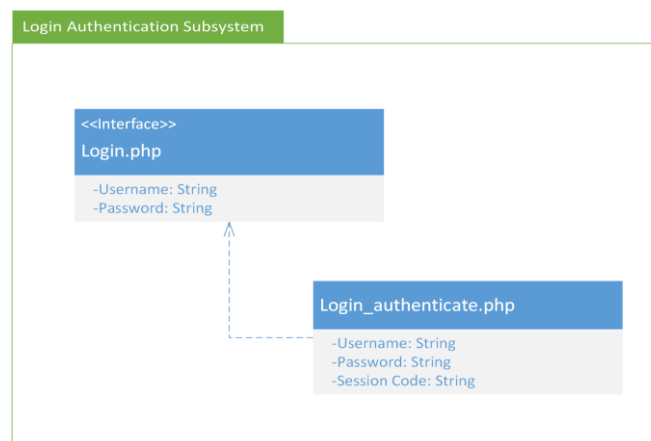 Login Authentication Subsystem
<<Interface>>
Login.php
-Username: String
-Password: String
Login_authenticate.php
-Username: String
-Password: String
-Session Code: String